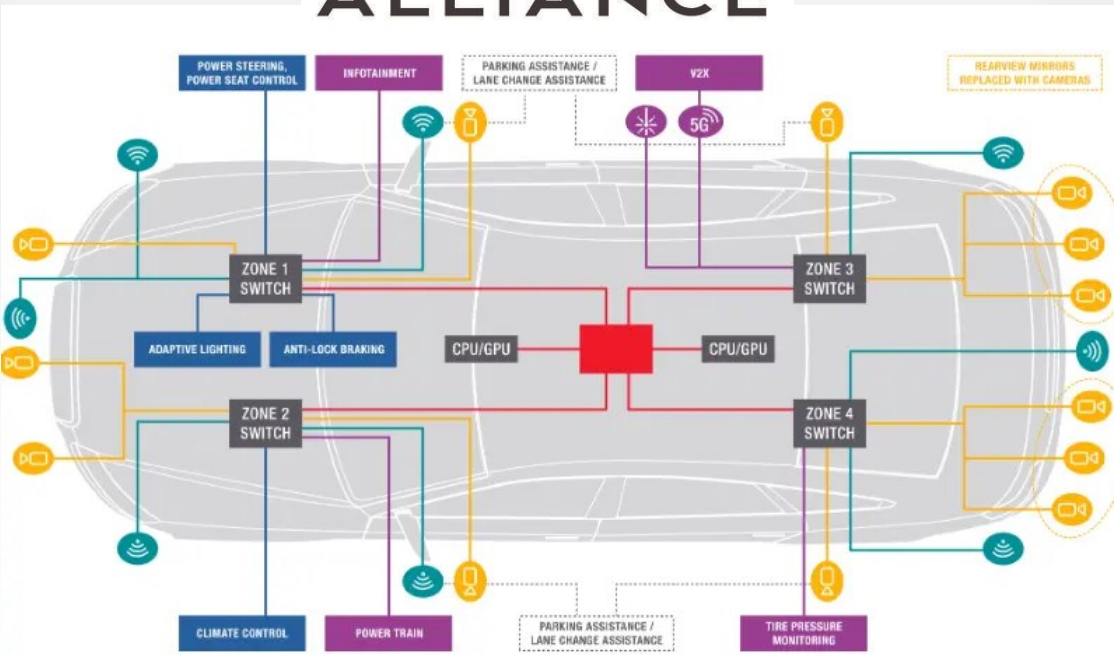 ALLIANCE
POWER STEERING,
POWER SEAT CONTROL
INFOTAINMENT
PARKING ASSISTANCE /
LANE CHANGE ASSISTANCE
V2X
REARVIEW MIRRORS
REPLACED WITH CAMERAS
5G
ZONE 1
SWITCH
ZONE 3
SWITCH
ADAPTIVE LIGHTING
ANTI-LOCK BRAKING
CPU/GPU
CPU/GPU
ZONE 2
SWITCH
ZONE 4
SWITCH
CLIMATE CONTROL
POWER TRAIN
PARKING ASSISTANCE /
LANE CHANGE ASSISTANCE
TIRE PRESSURE
MONITORING